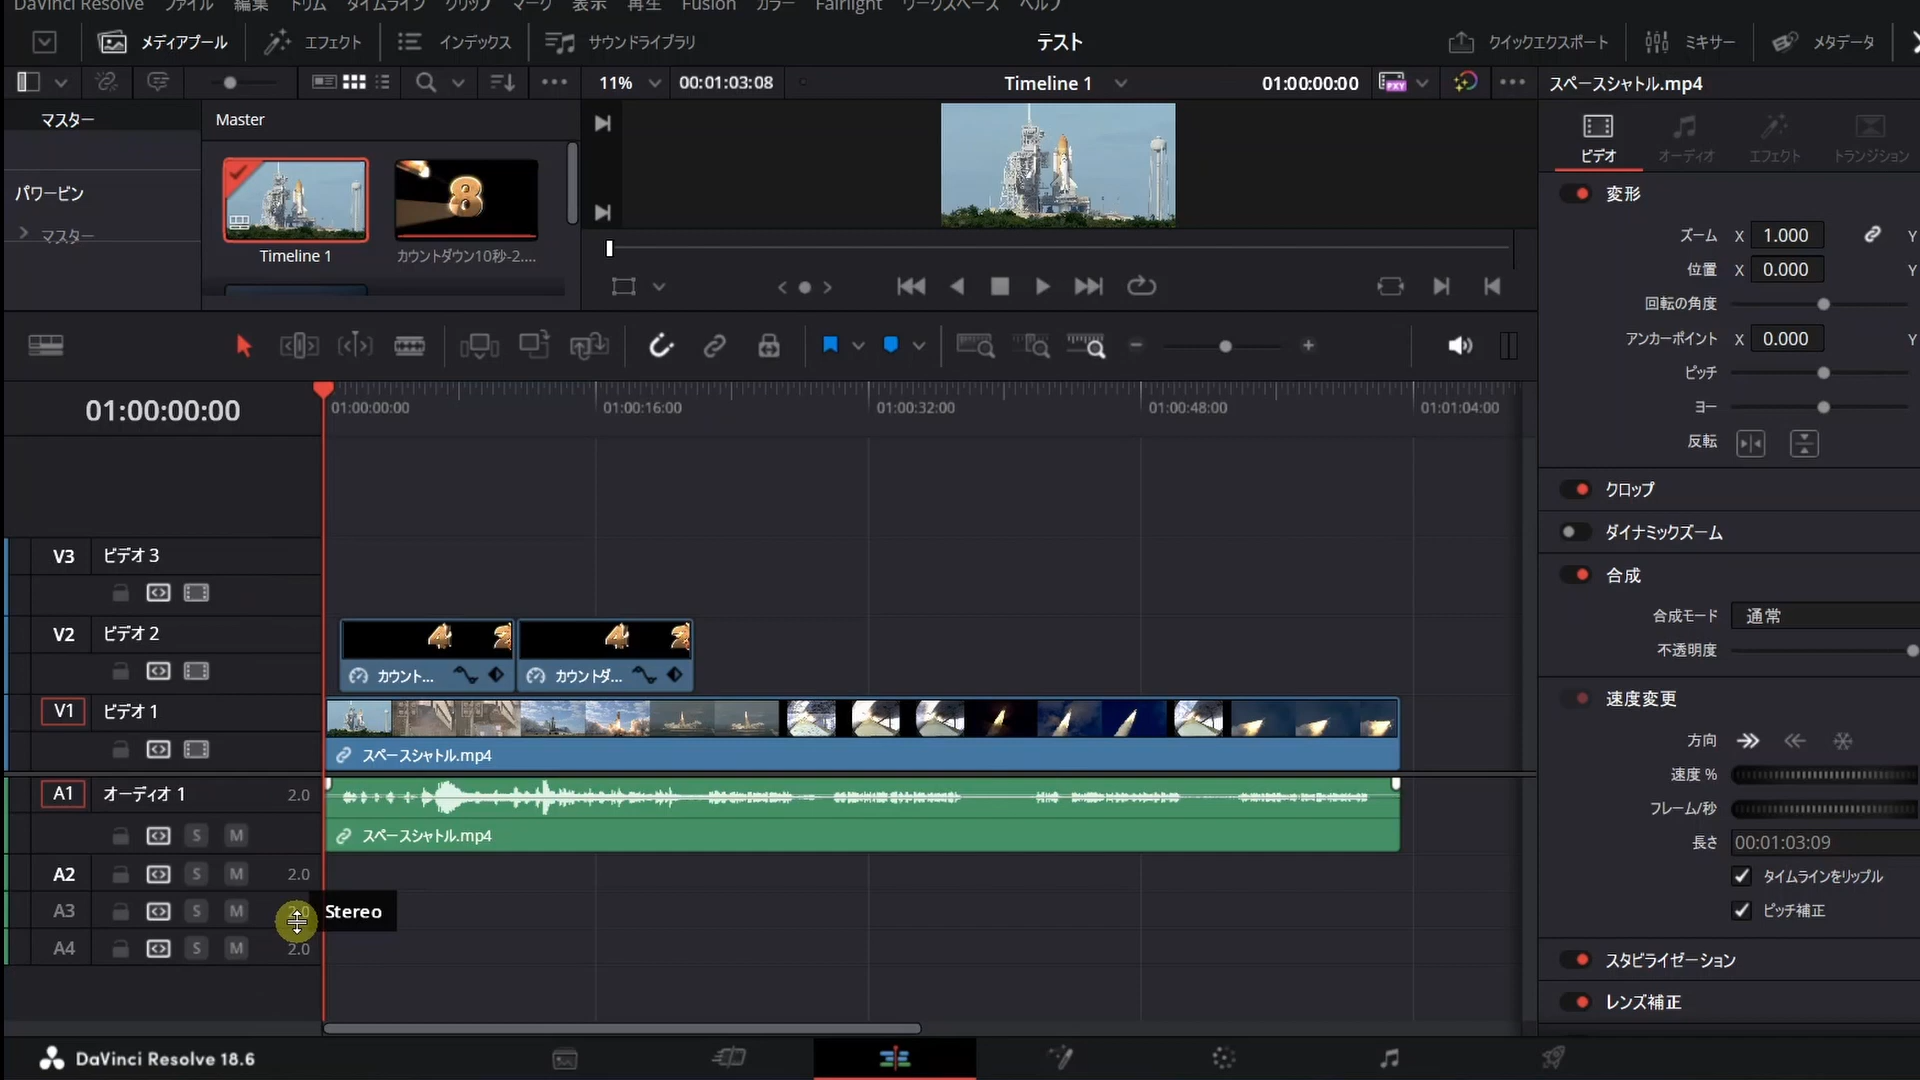 DaVinci Resolve ファイル 編集 トリム タイムライン クリップ マーク 表示 再生 Fusion カラー Fairlight ワークスペース ヘルプ
メディアプール エフェクト インデックス サウンドライブラリ テスト クイックエクスポート ミキサー メタデータ
11% 00:01:03:08 Timeline 1 01:00:00:00 PXY スペースシャトル.mp4
マスター
パワービン
マスター
Master
Timeline 1
8
カウントダウン10秒-2....
ビデオ オーディオ エフェクト トランジション
変形
ズーム X 1.000 Y
位置 X 0.000 Y
回転の角度
アンカーポイント X 0.000 Y
ピッチ
ヨー
反転
クロップ
ダイナミックズーム
合成
合成モード 通常
不透明度
速度変更
方向
速度 %
フレーム/秒
長さ 00:01:03:09
タイムラインをリップル
ピッチ補正
スタビライゼーション
レンズ補正
01:00:00:00
01:00:00:00 01:00:16:00 01:00:32:00 01:00:48:00 01:01:04:00
V3 ビデオ 3
V2 ビデオ 2
4 2 4 2
カウント... カウントダ...
V1 ビデオ 1
スペースシャトル.mp4
A1 オーディオ 1 2.0
S M
スペースシャトル.mp4
A2 S M 2.0
A3 S M 2.0 Stereo
A4 S M 2.0
DaVinci Resolve 18.6